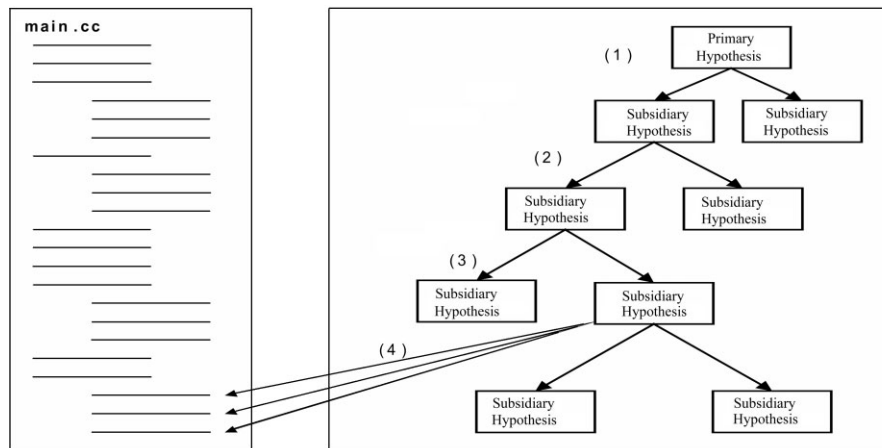 main.cc
(1)
Primary
Hypothesis
Subsidiary
Hypothesis
Subsidiary
Hypothesis
(2)
Subsidiary
Hypothesis
Subsidiary
Hypothesis
(3)
Subsidiary
Hypothesis
Subsidiary
Hypothesis
(4)
Subsidiary
Hypothesis
Subsidiary
Hypothesis